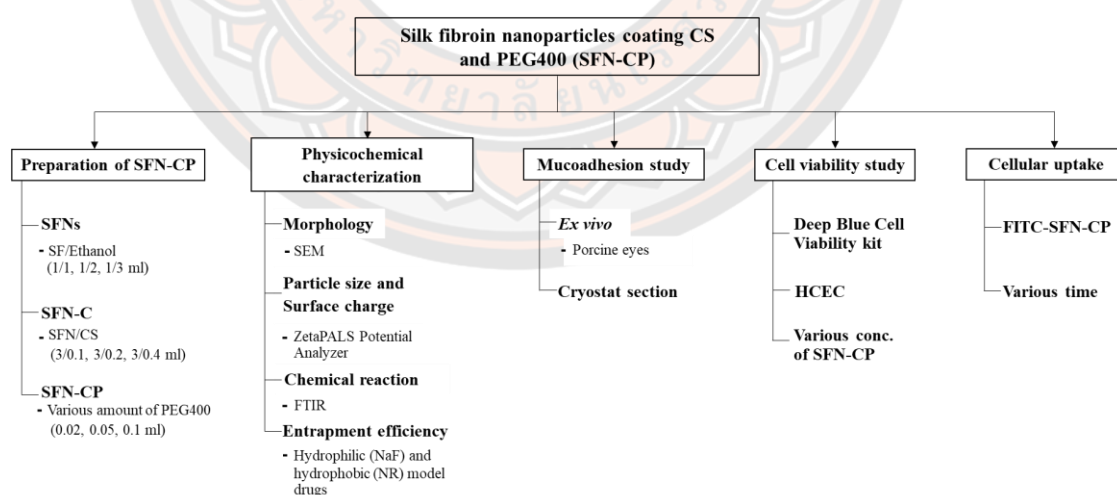 Silk fibroin nanoparticles coating CS
and PEG400 (SFN-CP)
Preparation of SFN-CP
SFNs
- SF/Ethanol
(1/1, 1/2, 1/3 ml)
SFN-C
- SFN/CS
(3/0.1, 3/0.2, 3/0.4 ml)
SFN-CP
- Various amount of PEG400
(0.02, 0.05, 0.1 ml)
Physicochemical
characterization
Morphology
- SEM
Particle size and
Surface charge
- ZetaPALS Potential
Analyzer
Chemical reaction
- FTIR
Entrapment efficiency
- Hydrophilic (NaF) and
hydrophobic (NR) model
drugs
Mucoadhesion study
Ex vivo
- Porcine eyes
Cryostat section
Cell viability study
Deep Blue Cell
Viability kit
HCEC
Various conc.
of SFN-CP
Cellular uptake
FITC-SFN-CP
Various time